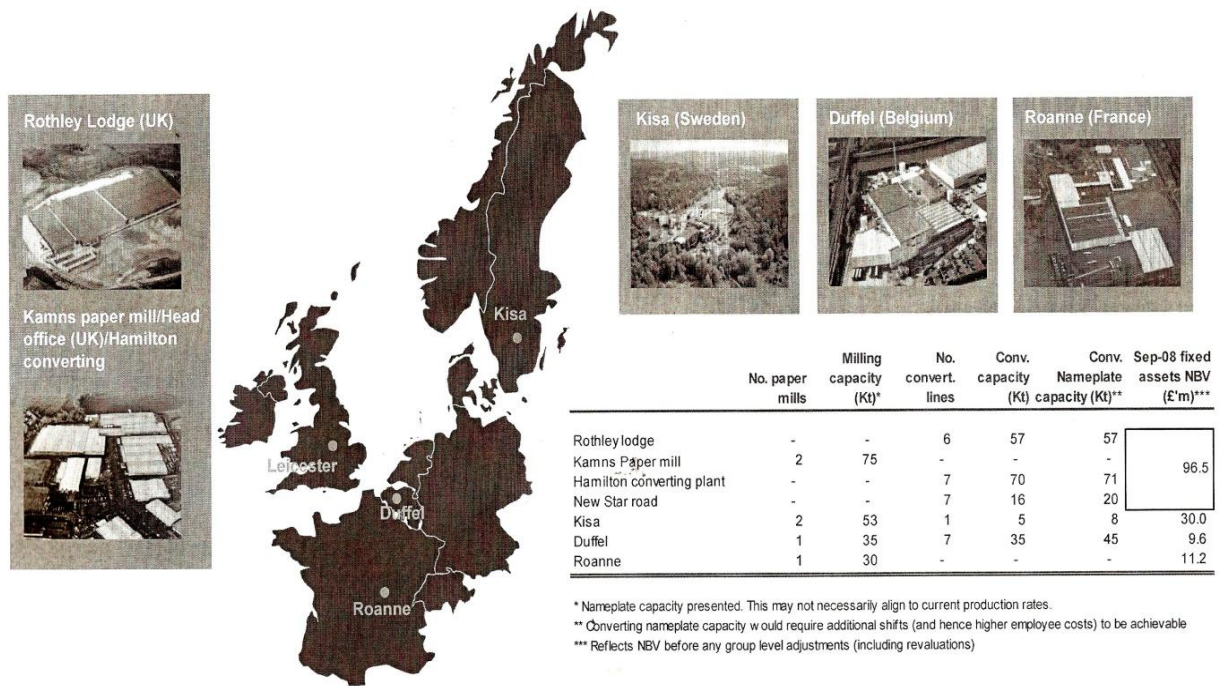 Rothley Lodge (UK)
Kamns paper mill/Head
office (UK)/Hamilton
converting
Kisa
Leicester
Duffel
Roanne
Kisa (Sweden)
Duffel (Belgium)
Roanne (France)
No. paper mills Milling capacity (Kt)* No. convert. lines Conv. capacity (Kt) Conv. Nameplate capacity (Kt)** Sep-08 fixed assets NBV (£'m)***
Rothley lodge - - 6 57 57
Kamns Paper mill 2 75 - - -
96.5
Hamilton converting plant - - 7 70 71
New Star road - - 7 16 20
Kisa 2 53 1 5 8 30.0
Duffel 1 35 7 35 45 9.6
Roanne 1 30 - - - 11.2
* Nameplate capacity presented. This may not necessarily align to current production rates.
** Converting nameplate capacity would require additional shifts (and hence higher employee costs) to be achievable
*** Reflects NBV before any group level adjustments (including revaluations)